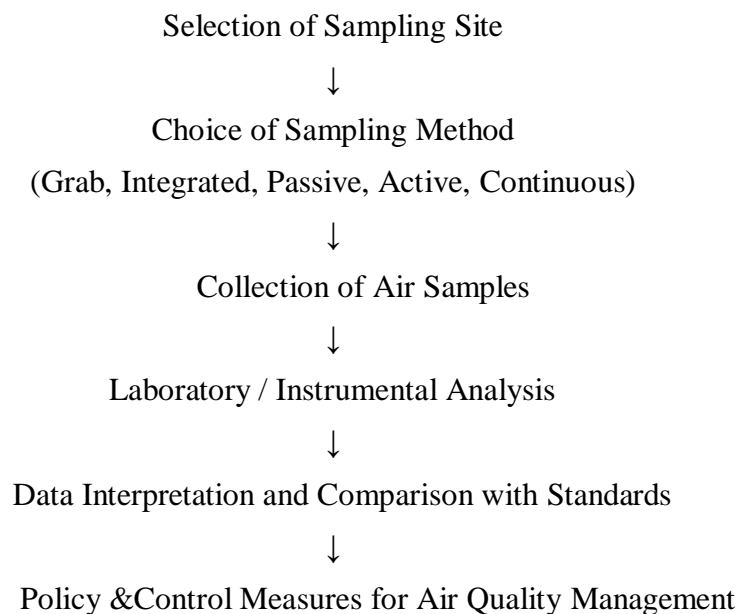 Selection of Sampling Site
↓
Choice of Sampling Method
(Grab, Integrated, Passive, Active, Continuous)
↓
Collection of Air Samples
↓
Laboratory / Instrumental Analysis
↓
Data Interpretation and Comparison with Standards
↓
Policy &Control Measures for Air Quality Management